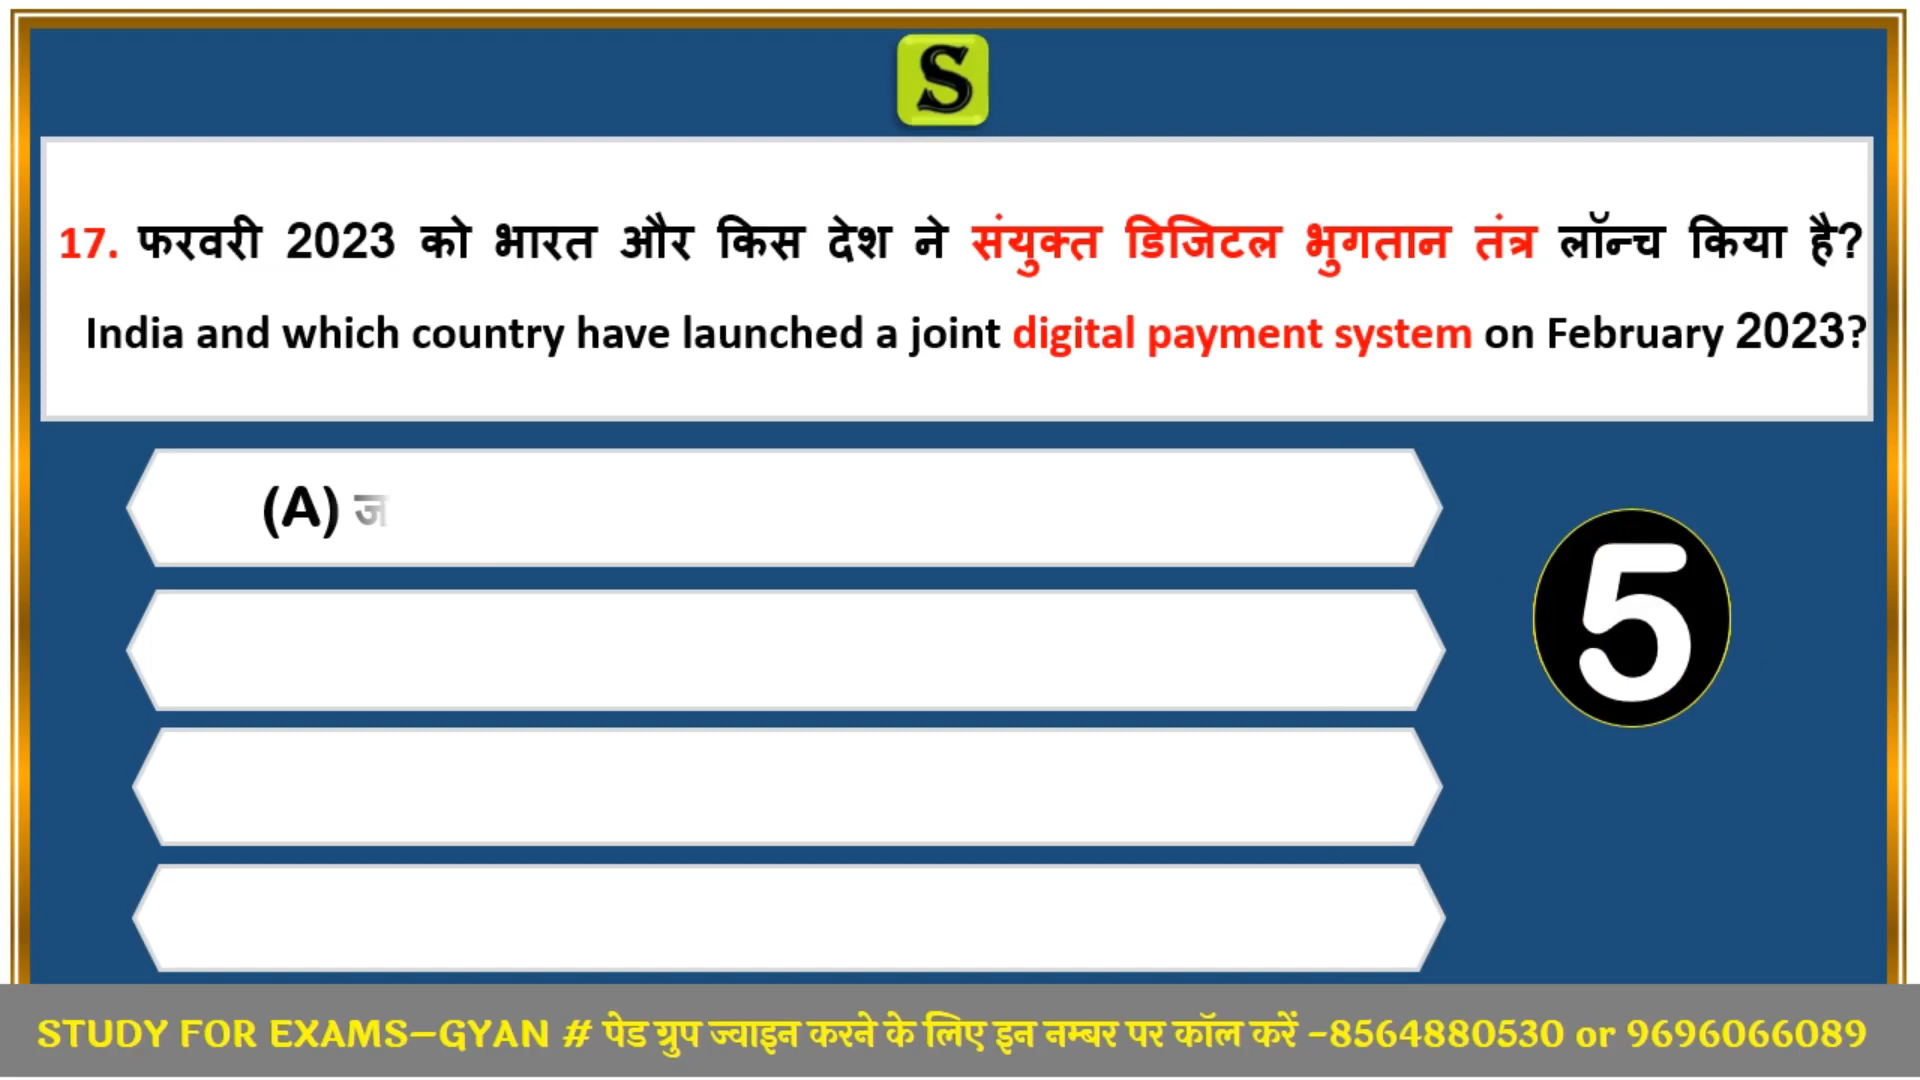 S
17. फरवरी 2023 को भारत और किस देश ने संयुक्त डिजिटल भुगतान तंत्र लॉन्च किया है?
India and which country have launched a joint digital payment system on February 2023?
(A)
5
STUDY FOR EXAMS–GYAN # पेड ग्रुप ज्वाइन करने के लिए इन नम्बर पर कॉल करें -8564880530 or 9696066089